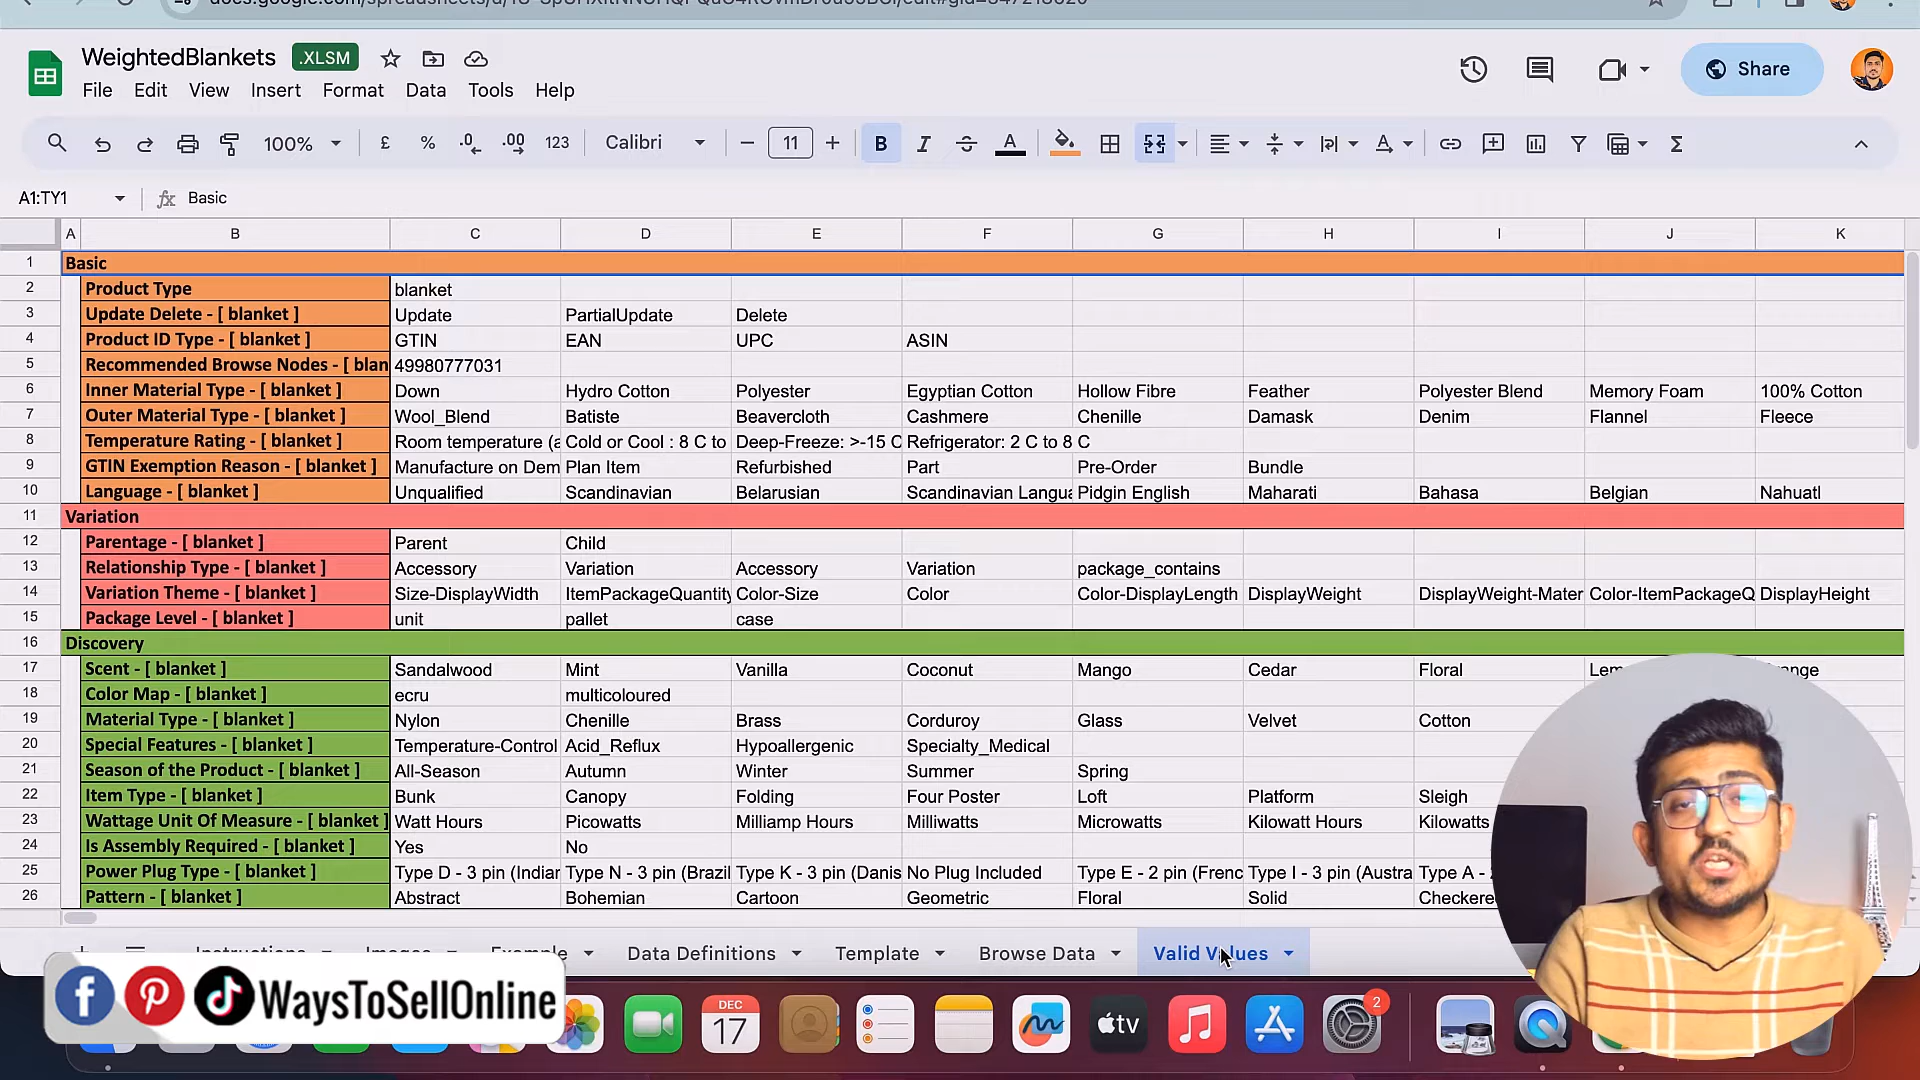 WeightedBlankets .XLSM
File Edit View Insert Format Data Tools Help
Share
100% £ % .0 .00 123 Calibri 11 B I A
A1:TY1 fx Basic
A B C D E F G H I J K
1 Basic
2 Product Type blanket
3 Update Delete - [ blanket ] Update PartialUpdate Delete
4 Product ID Type - [ blanket ] GTIN EAN UPC ASIN
5 Recommended Browse Nodes - [ blan 49980777031
6 Inner Material Type - [ blanket ] Down Hydro Cotton Polyester Egyptian Cotton Hollow Fibre Feather Polyester Blend Memory Foam 100% Cotton
7 Outer Material Type - [ blanket ] Wool_Blend Batiste Beavercloth Cashmere Chenille Damask Denim Flannel Fleece
8 Temperature Rating - [ blanket ] Room temperature (a Cold or Cool : 8 C to Deep-Freeze: >-15 C Refrigerator: 2 C to 8 C
9 GTIN Exemption Reason - [ blanket ] Manufacture on Dem Plan Item Refurbished Part Pre-Order Bundle
10 Language - [ blanket ] Unqualified Scandinavian Belarusian Scandinavian Langua Pidgin English Maharati Bahasa Belgian Nahuatl
11 Variation
12 Parentage - [ blanket ] Parent Child
13 Relationship Type - [ blanket ] Accessory Variation Accessory Variation package_contains
14 Variation Theme - [ blanket ] Size-DisplayWidth ItemPackageQuantity Color-Size Color Color-DisplayLength DisplayWeight DisplayWeight-Mater Color-ItemPackageQ DisplayHeight
15 Package Level - [ blanket ] unit pallet case
16 Discovery
17 Scent - [ blanket ] Sandalwood Mint Vanilla Coconut Mango Cedar Floral
18 Color Map - [ blanket ] ecru multicoloured
19 Material Type - [ blanket ] Nylon Chenille Brass Corduroy Glass Velvet Cotton
20 Special Features - [ blanket ] Temperature-Control Acid_Reflux Hypoallergenic Specialty_Medical
21 Season of the Product - [ blanket ] All-Season Autumn Winter Summer Spring
22 Item Type - [ blanket ] Bunk Canopy Folding Four Poster Loft Platform Sleigh
23 Wattage Unit Of Measure - [ blanket ] Watt Hours Picowatts Milliamp Hours Milliwatts Microwatts Kilowatt Hours Kilowatts
24 Is Assembly Required - [ blanket ] Yes No
25 Power Plug Type - [ blanket ] Type D - 3 pin (Indian Type N - 3 pin (Brazil Type K - 3 pin (Danis No Plug Included Type E - 2 pin (Frenc Type I - 3 pin (Austra Type A -
26 Pattern - [ blanket ] Abstract Bohemian Cartoon Geometric Floral Solid Checkere
Instructions Images Example Data Definitions Template Browse Data Valid Values
WaysToSellOnline
DEC
17
tv
2